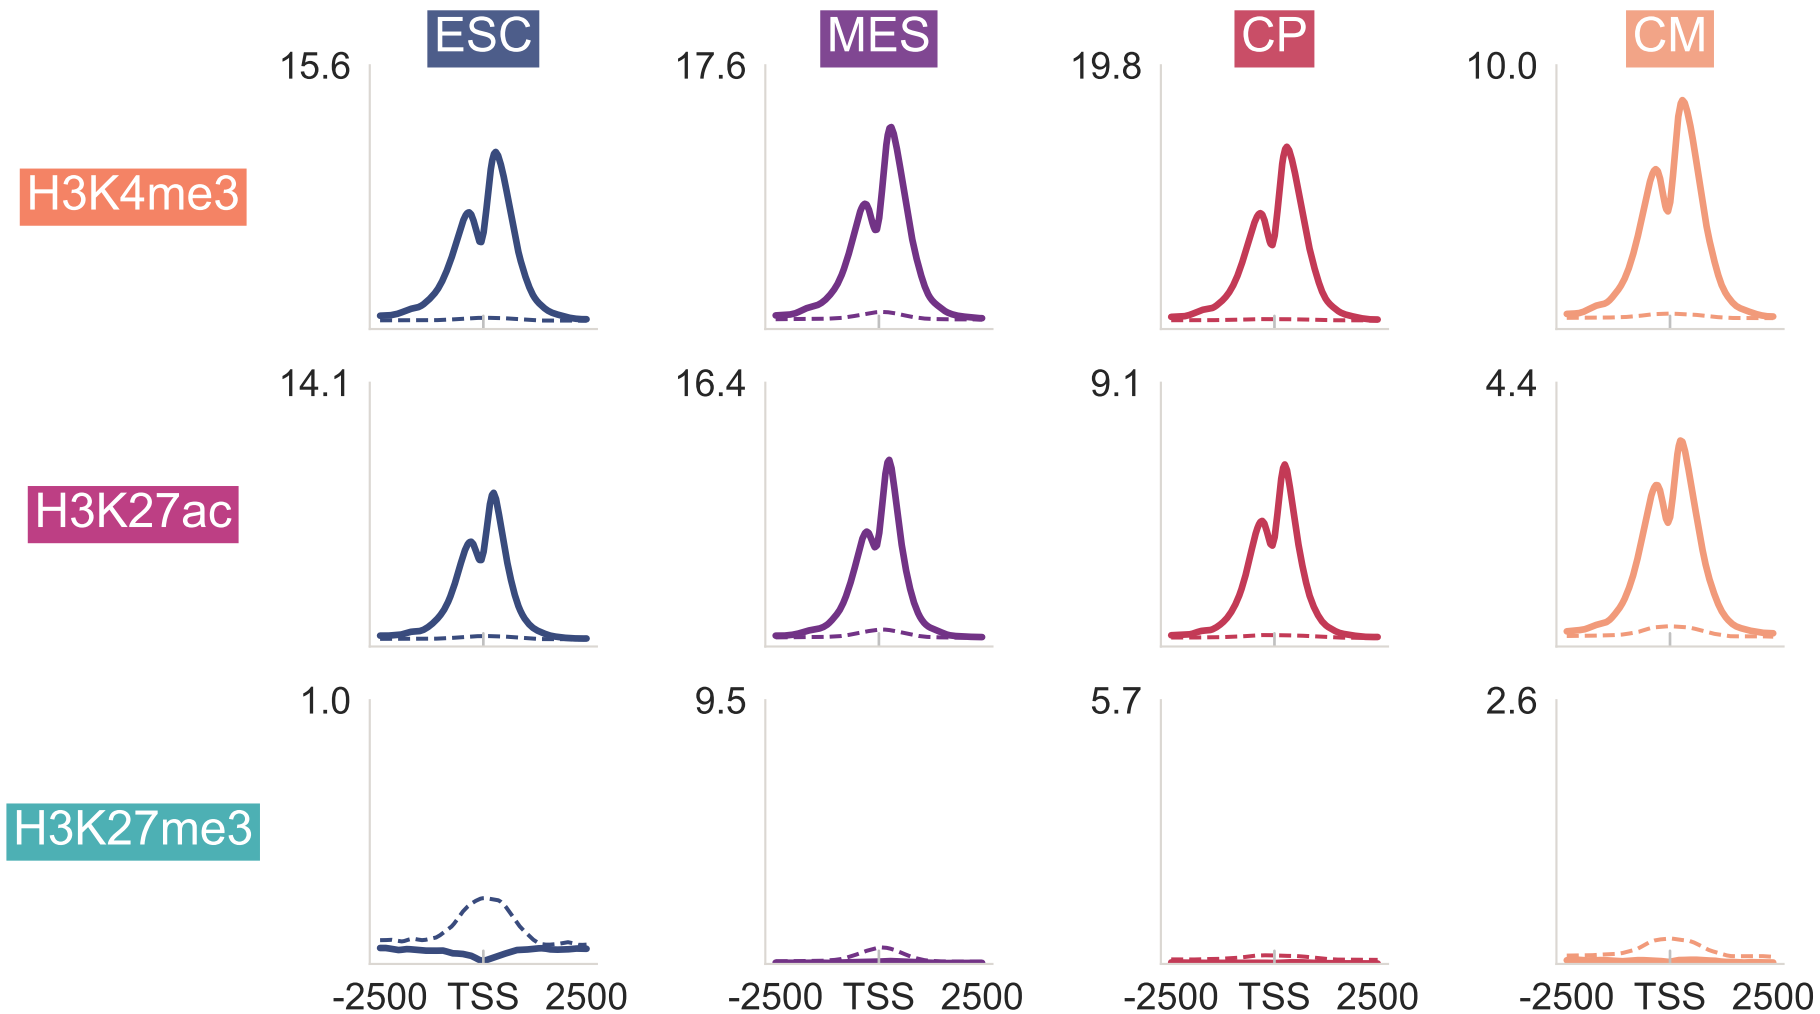 ESC MES CP CM
15.6 17.6 19.8 10.0
H3K4me3
14.1 16.4 9.1 4.4
H3K27ac
1.0 9.5 5.7 2.6
H3K27me3
-2500 TSS 2500 -2500 TSS 2500 -2500 TSS 2500 -2500 TSS 2500